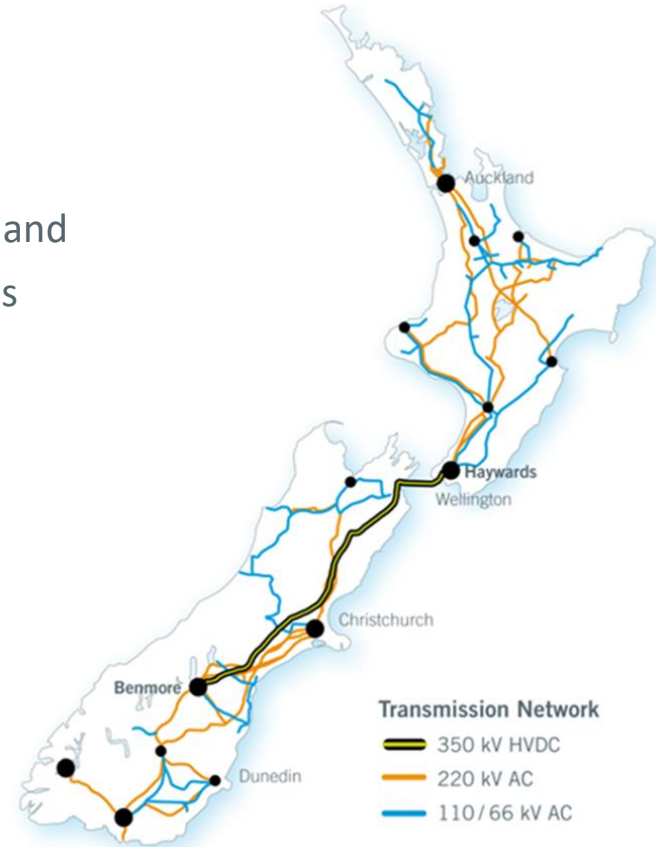 and
s
Auckland
Haywards
Wellington
Christchurch
Benmore
Dunedin
Transmission Network
350 kV HVDC
220 kV AC
110/66 kV AC